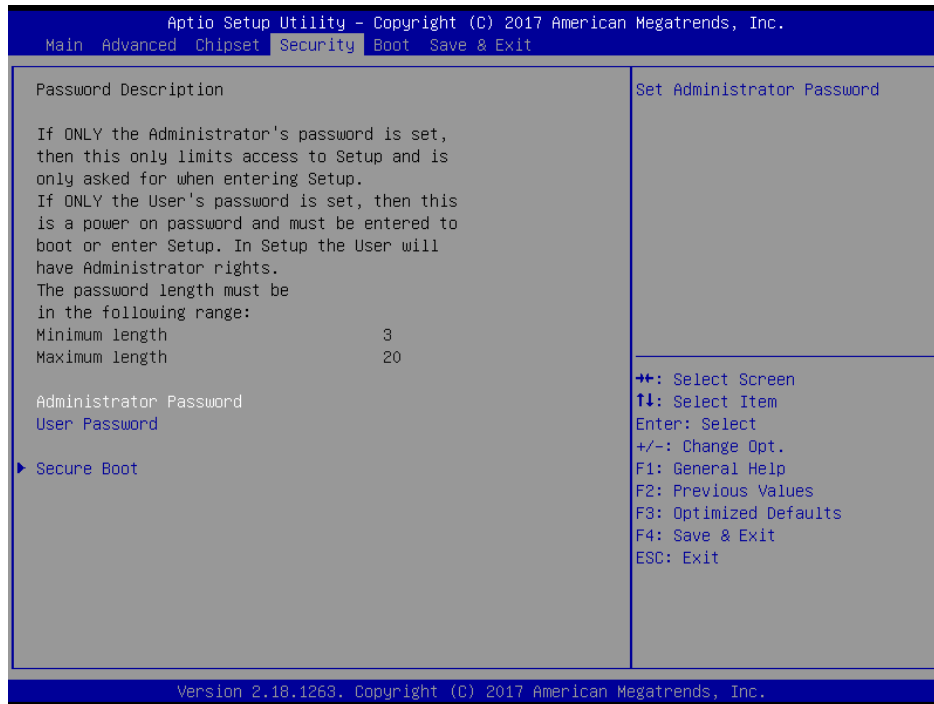 Aptio Setup Utility – Copyright (C) 2017 American Megatrends, Inc.
Main Advanced Chipset Security Boot Save & Exit
Password Description
If ONLY the Administrator's password is set,
then this only limits access to Setup and is
only asked for when entering Setup.
If ONLY the User's password is set, then this
is a power on password and must be entered to
boot or enter Setup. In Setup the User will
have Administrator rights.
The password length must be
in the following range:
Minimum length 3
Maximum length 20
Administrator Password
User Password
Secure Boot
Set Administrator Password
→←: Select Screen
↑↓: Select Item
Enter: Select
+/-: Change Opt.
F1: General Help
F2: Previous Values
F3: Optimized Defaults
F4: Save & Exit
ESC: Exit
Version 2.18.1263. Copyright (C) 2017 American Megatrends, Inc.